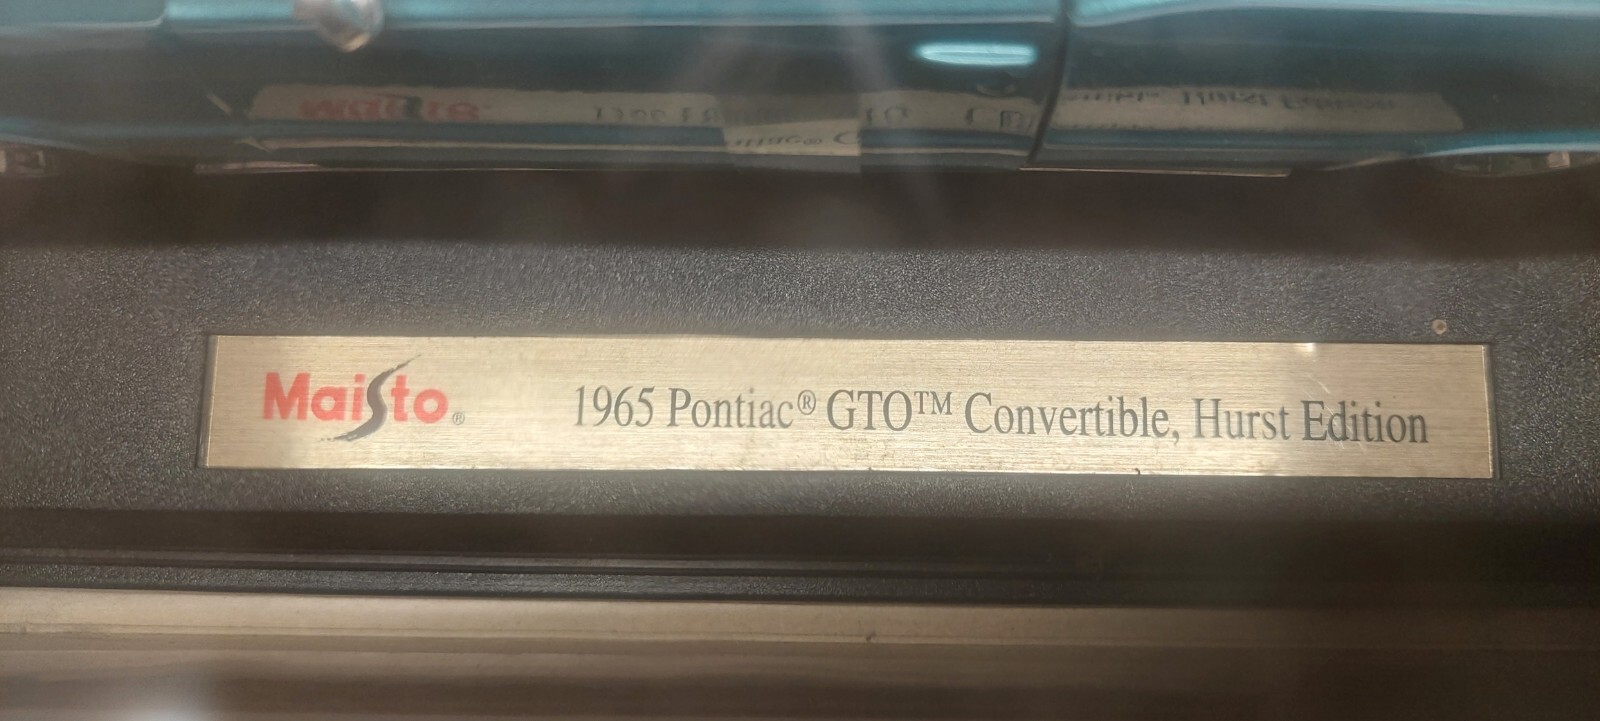 Maisto® 1965 Pontiac® GTO™ Convertible, Hurst Edition